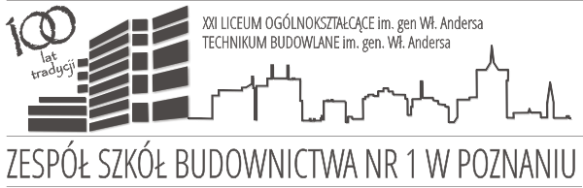 100
lat
tradycji
XXI LICEUM OGÓLNOKSZTAŁCĄCE im. gen Wł. Andersa
TECHNIKUM BUDOWLANE im. gen. Wł. Andersa
ZESPÓŁ SZKÓŁ BUDOWNICTWA NR 1 W POZNANIU